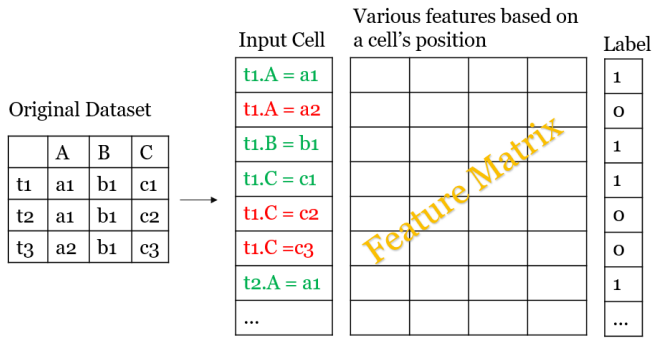 Various features based on
a cell's position
Input Cell
Label
t1.A = a1
1
t1.A = a2
0
t1.B = b1
1
t1.C = c1
1
t1.C = c2
0
t1.C =c3
0
t2.A = a1
1
...
...
Feature Matrix
Original Dataset
A B C
t1 a1 b1 c1
t2 a1 b1 c2
t3 a2 b1 c3